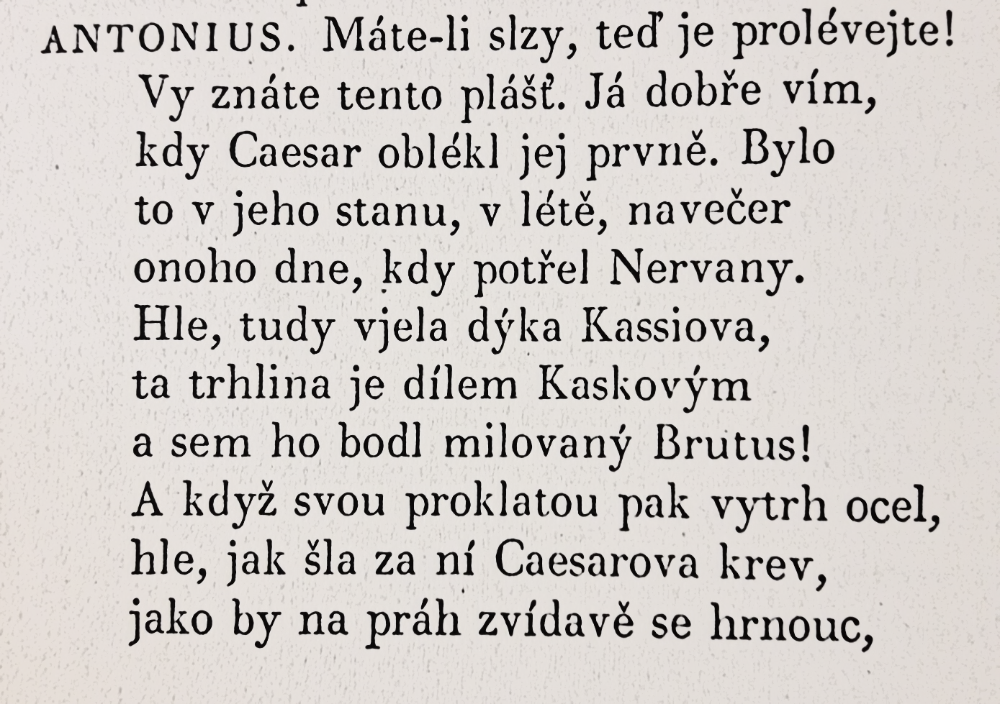 ANTONIUS. Máte-li slzy, teď je prolévejte!
Vy znáte tento plášť. Já dobře vím,
kdy Caesar oblékl jej prvně. Bylo
to v jeho stanu, v létě, navečer
onoho dne, kdy potřel Nervany.
Hle, tudy vjela dýka Kassiova,
ta trhlina je dílem Kaskovým
a sem ho bodl milovaný Brutus!
A když svou proklatou pak vytrh ocel,
hle, jak šla za ní Caesarova krev,
jako by na práh zvídavě se hrnouc,